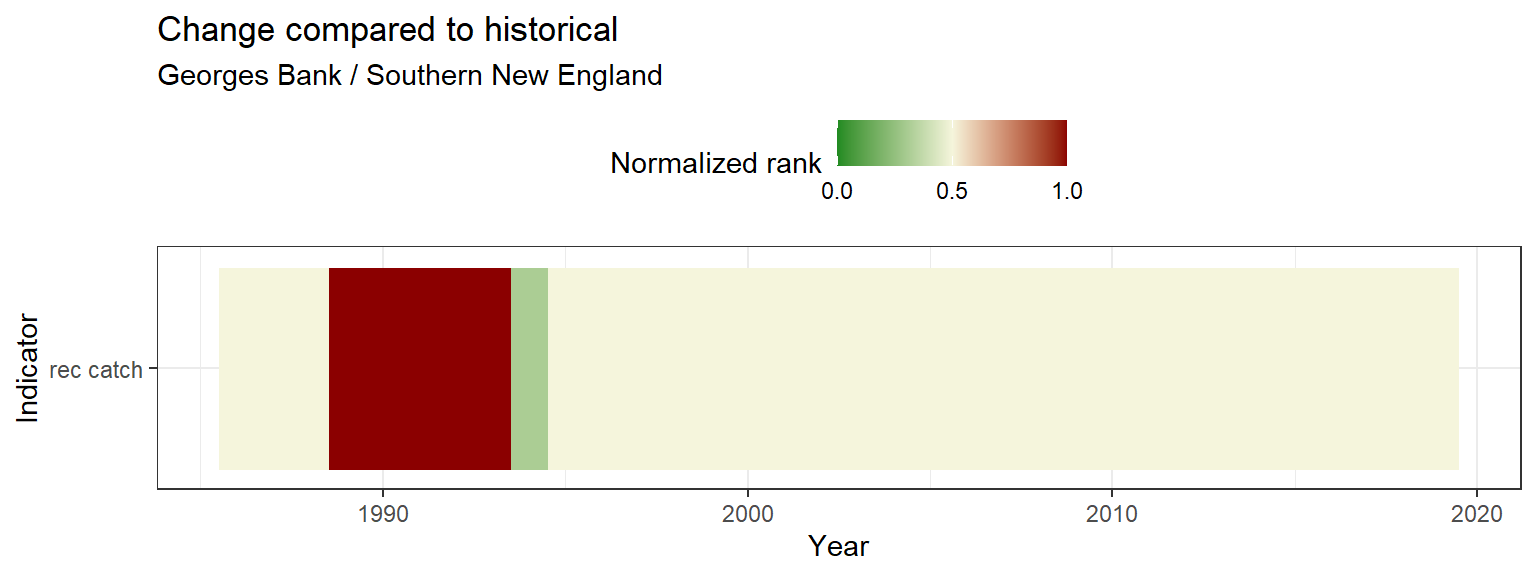 Change compared to historical
Georges Bank / Southern New England
Normalized rank
0.0 0.5 1.0
Indicator
rec catch
1990 2000 2010 2020
Year